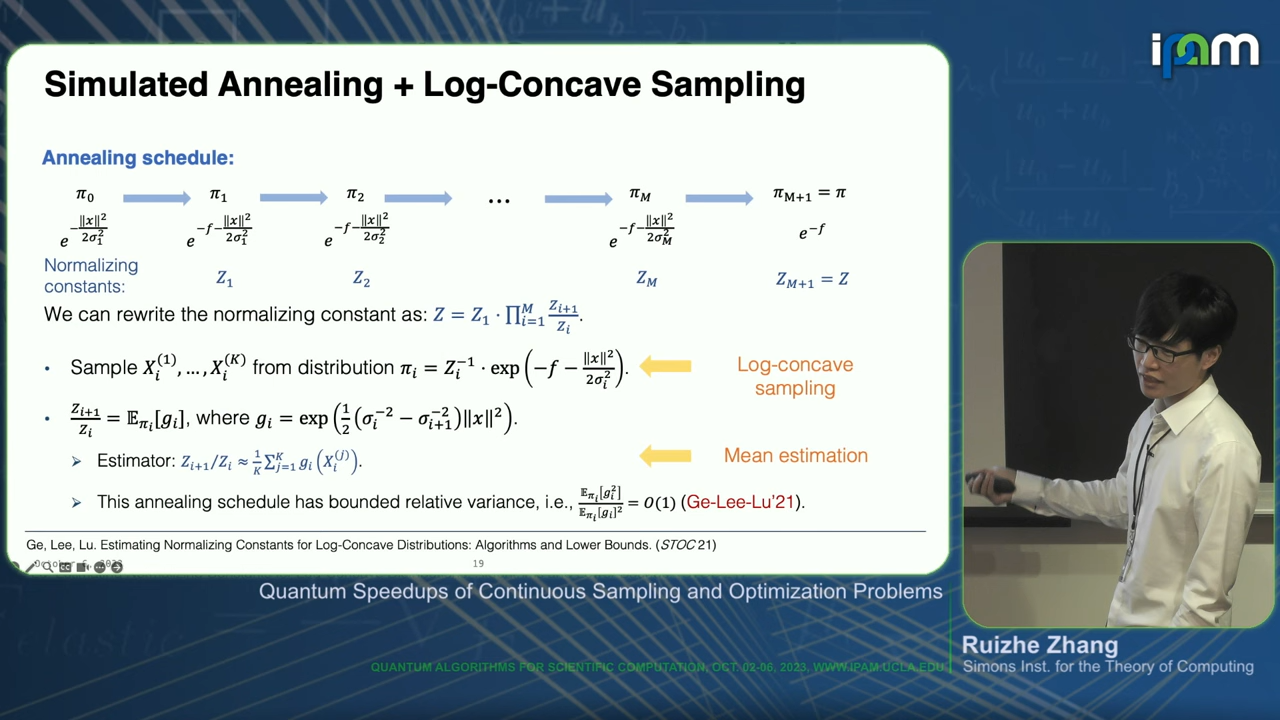 ipam
Simulated Annealing + Log-Concave Sampling
Annealing schedule:
π₀ π₁ π₂ ... π_M π_{M+1} = π
e^{-‖x‖²/2σ₁²} e^{-f-‖x‖²/2σ₁²} e^{-f-‖x‖²/2σ₂²} e^{-f-‖x‖²/2σ_M²} e^{-f}
Normalizing
constants: Z₁ Z₂ Z_M Z_{M+1} = Z
We can rewrite the normalizing constant as: Z = Z₁ · ∏_{i=1}^{M} Z_{i+1}/Z_i.
• Sample X_i^{(1)}, ..., X_i^{(K)} from distribution π_i = Z_i^{-1} · exp(-f - ‖x‖²/2σ_i²).
Log-concave
sampling
• Z_{i+1}/Z_i = 𝔼_{π_i}[g_i], where g_i = exp(½(σ_i^{-2} - σ_{i+1}^{-2})‖x‖²).
➢ Estimator: Z_{i+1}/Z_i ≈ 1/K ∑_{j=1}^{K} g_i(X_i^{(j)}).
Mean estimation
➢ This annealing schedule has bounded relative variance, i.e., 𝔼_{π_i}[g_i²]/𝔼_{π_i}[g_i]² = O(1) (Ge-Lee-Lu'21).
Ge, Lee, Lu. Estimating Normalizing Constants for Log-Concave Distributions: Algorithms and Lower Bounds. (STOC 21)
19
Quantum Speedups of Continuous Sampling and Optimization Problems
Ruizhe Zhang
Simons Inst. for the Theory of Computing
QUANTUM ALGORITHMS FOR SCIENTIFIC COMPUTATION, OCT. 02-06, 2023, WWW.IPAM.UCLA.EDU